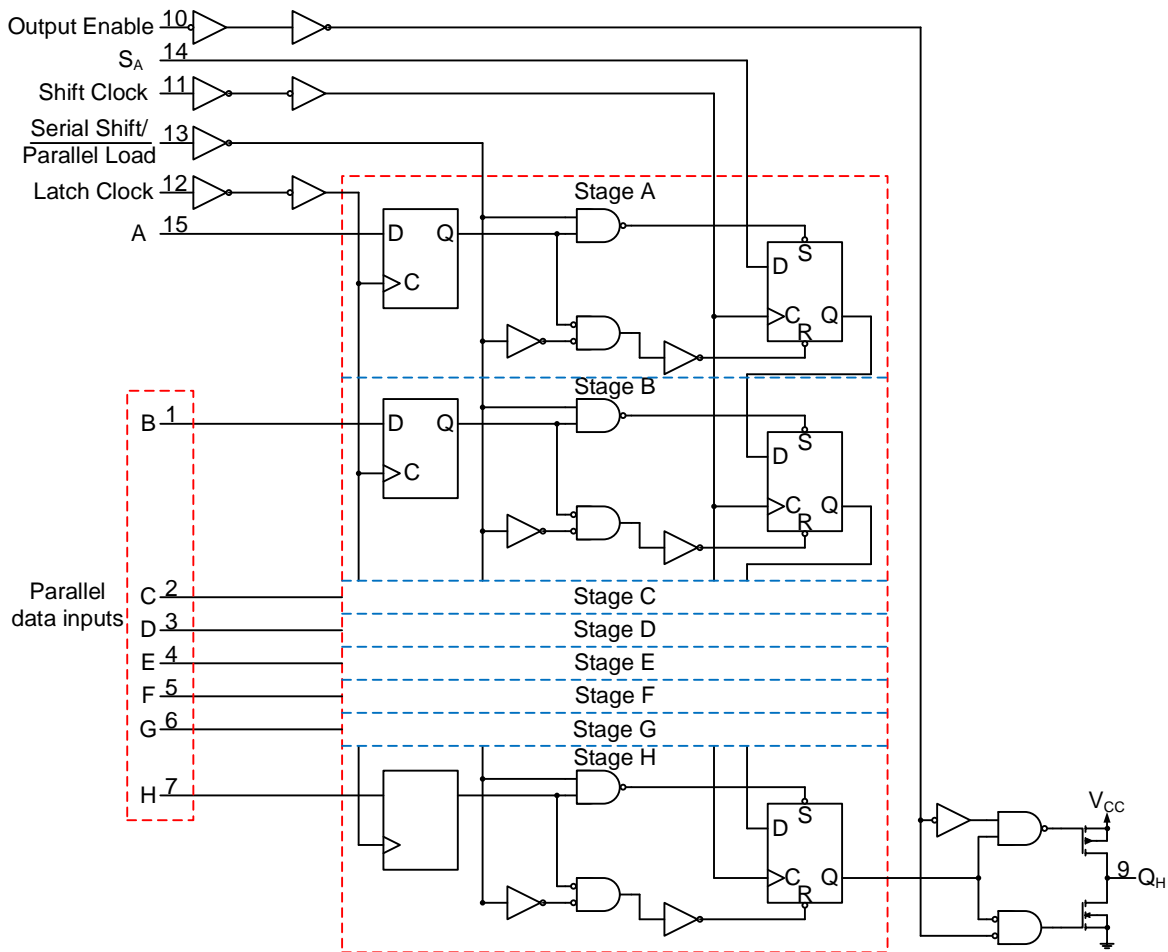 Output Enable 10
SA 14
Shift Clock 11
Serial Shift/
Parallel Load 13
Latch Clock 12
A 15
Stage A
D Q
C
S
D
C Q
R
Stage B
B 1
D Q
C
S
D
C Q
R
Parallel
data inputs
C 2
Stage C
D 3
Stage D
E 4
Stage E
F 5
Stage F
G 6
Stage G
Stage H
H 7
S
D
C Q
R
VCC
9 QH